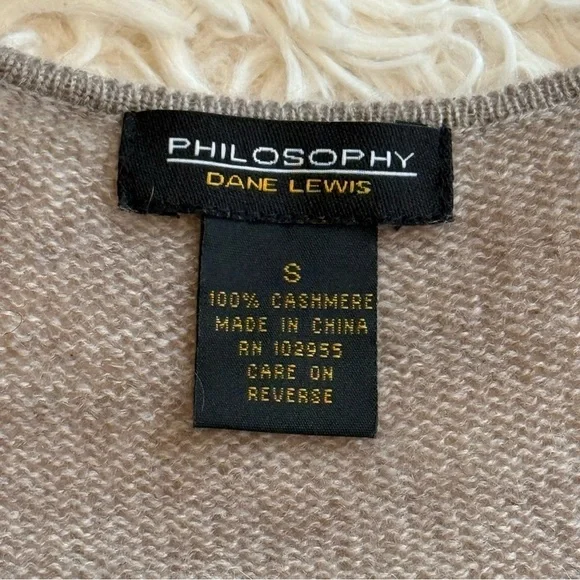 PHILOSOPHY
DANE LEWIS
S
100% CASHMERE
MADE IN CHINA
RN 102955
CARE ON
REVERSE